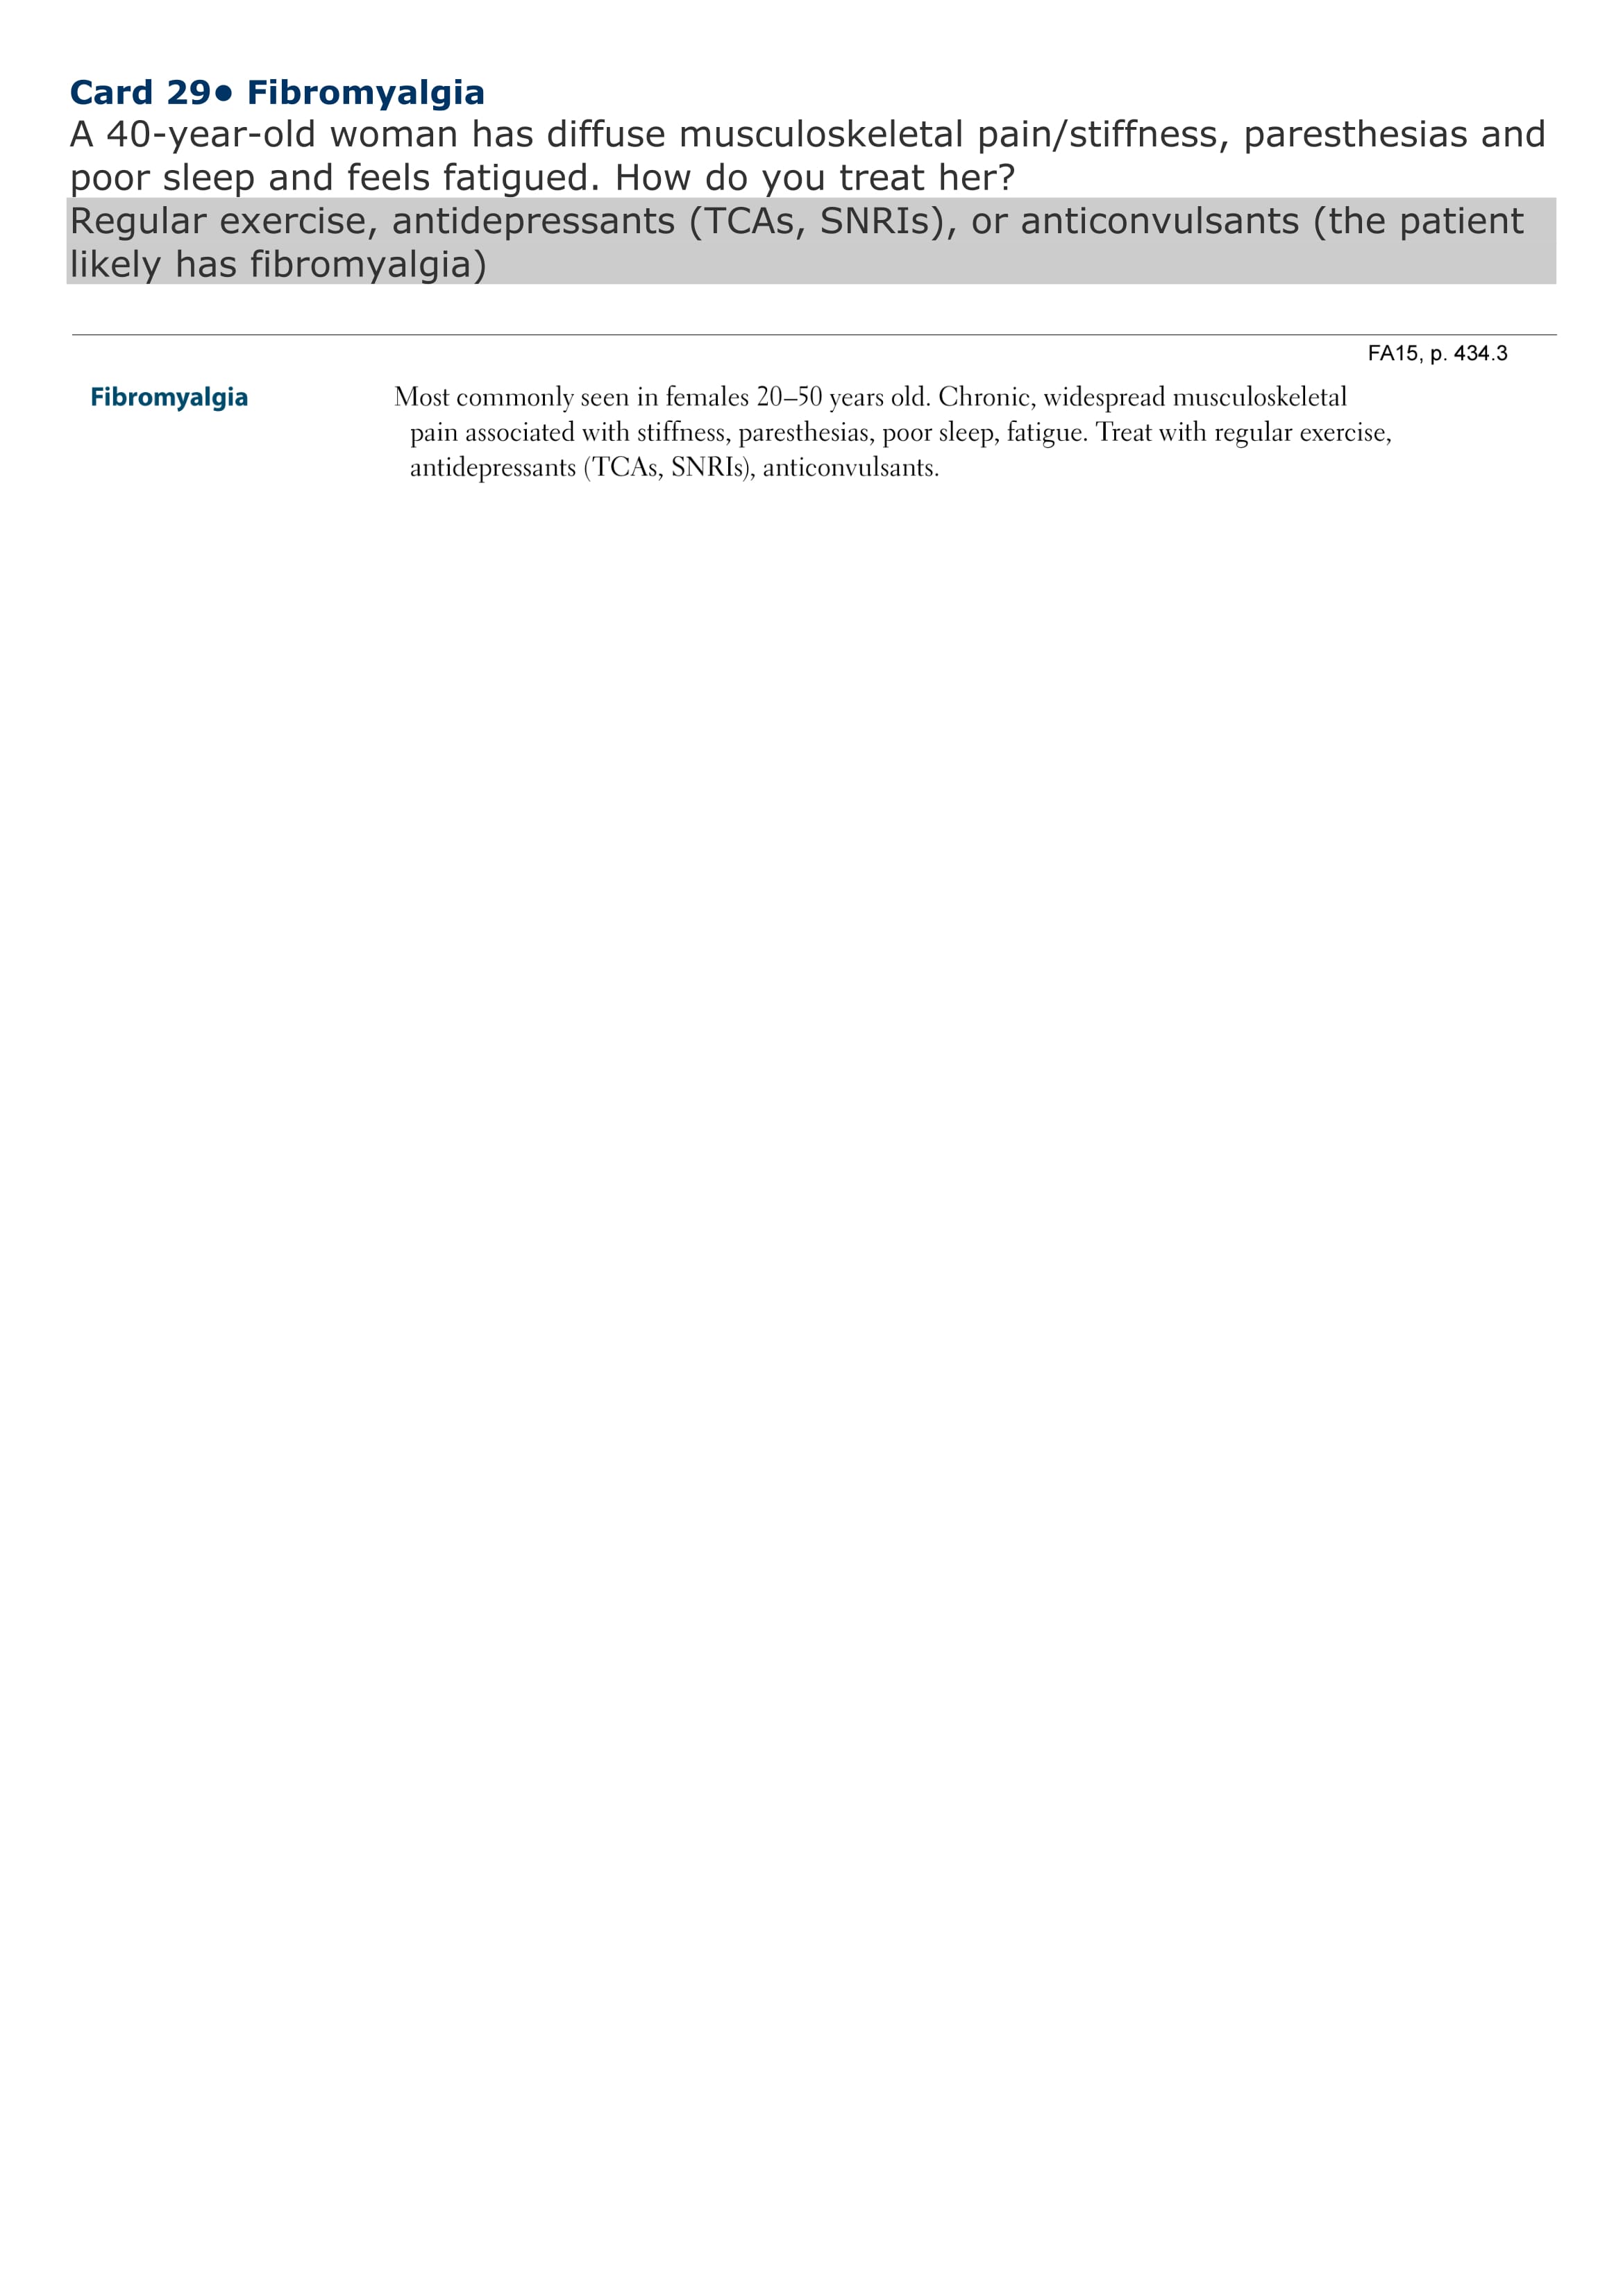 Card 29• Fibromyalgia
A 40-year-old woman has diffuse musculoskeletal pain/stiffness, paresthesias and
poor sleep and feels fatigued. How do you treat her?
Regular exercise, antidepressants (TCAs, SNRIs), or anticonvulsants (the patient
likely has fibromyalgia)
FA15, p. 434.3
Fibromyalgia
Most commonly seen in females 20–50 years old. Chronic, widespread musculoskeletal
pain associated with stiffness, paresthesias, poor sleep, fatigue. Treat with regular exercise,
antidepressants (TCAs, SNRIs), anticonvulsants.